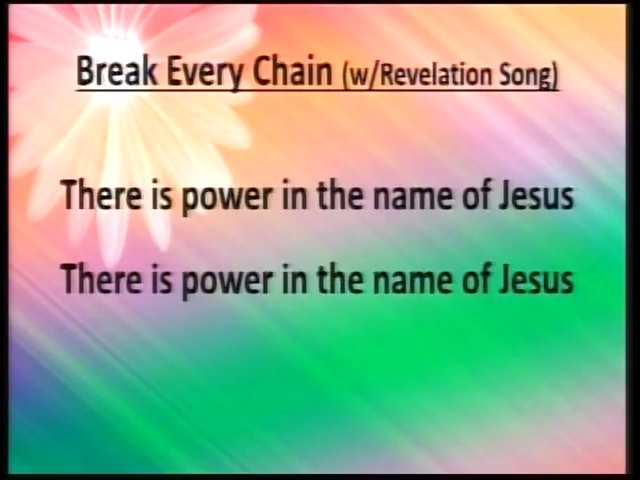 Break Every Chain (w/Revelation Song)
There is power in the name of Jesus
There is power in the name of Jesus